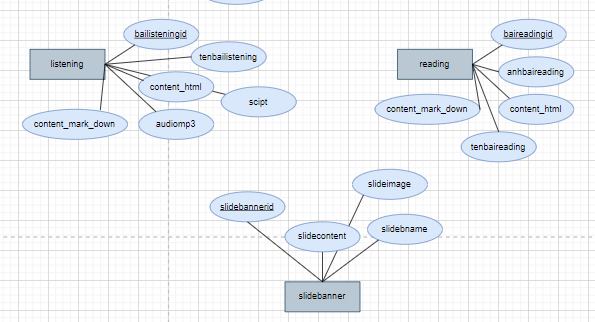 bailisteningid
listening
tenbailistening
content_html
scipt
content_mark_down
audiomp3
baireadingid
reading
anhbaireading
content_mark_down
content_html
tenbaireading
slideimage
slidebannerid
slidebname
slidecontent
slidebanner